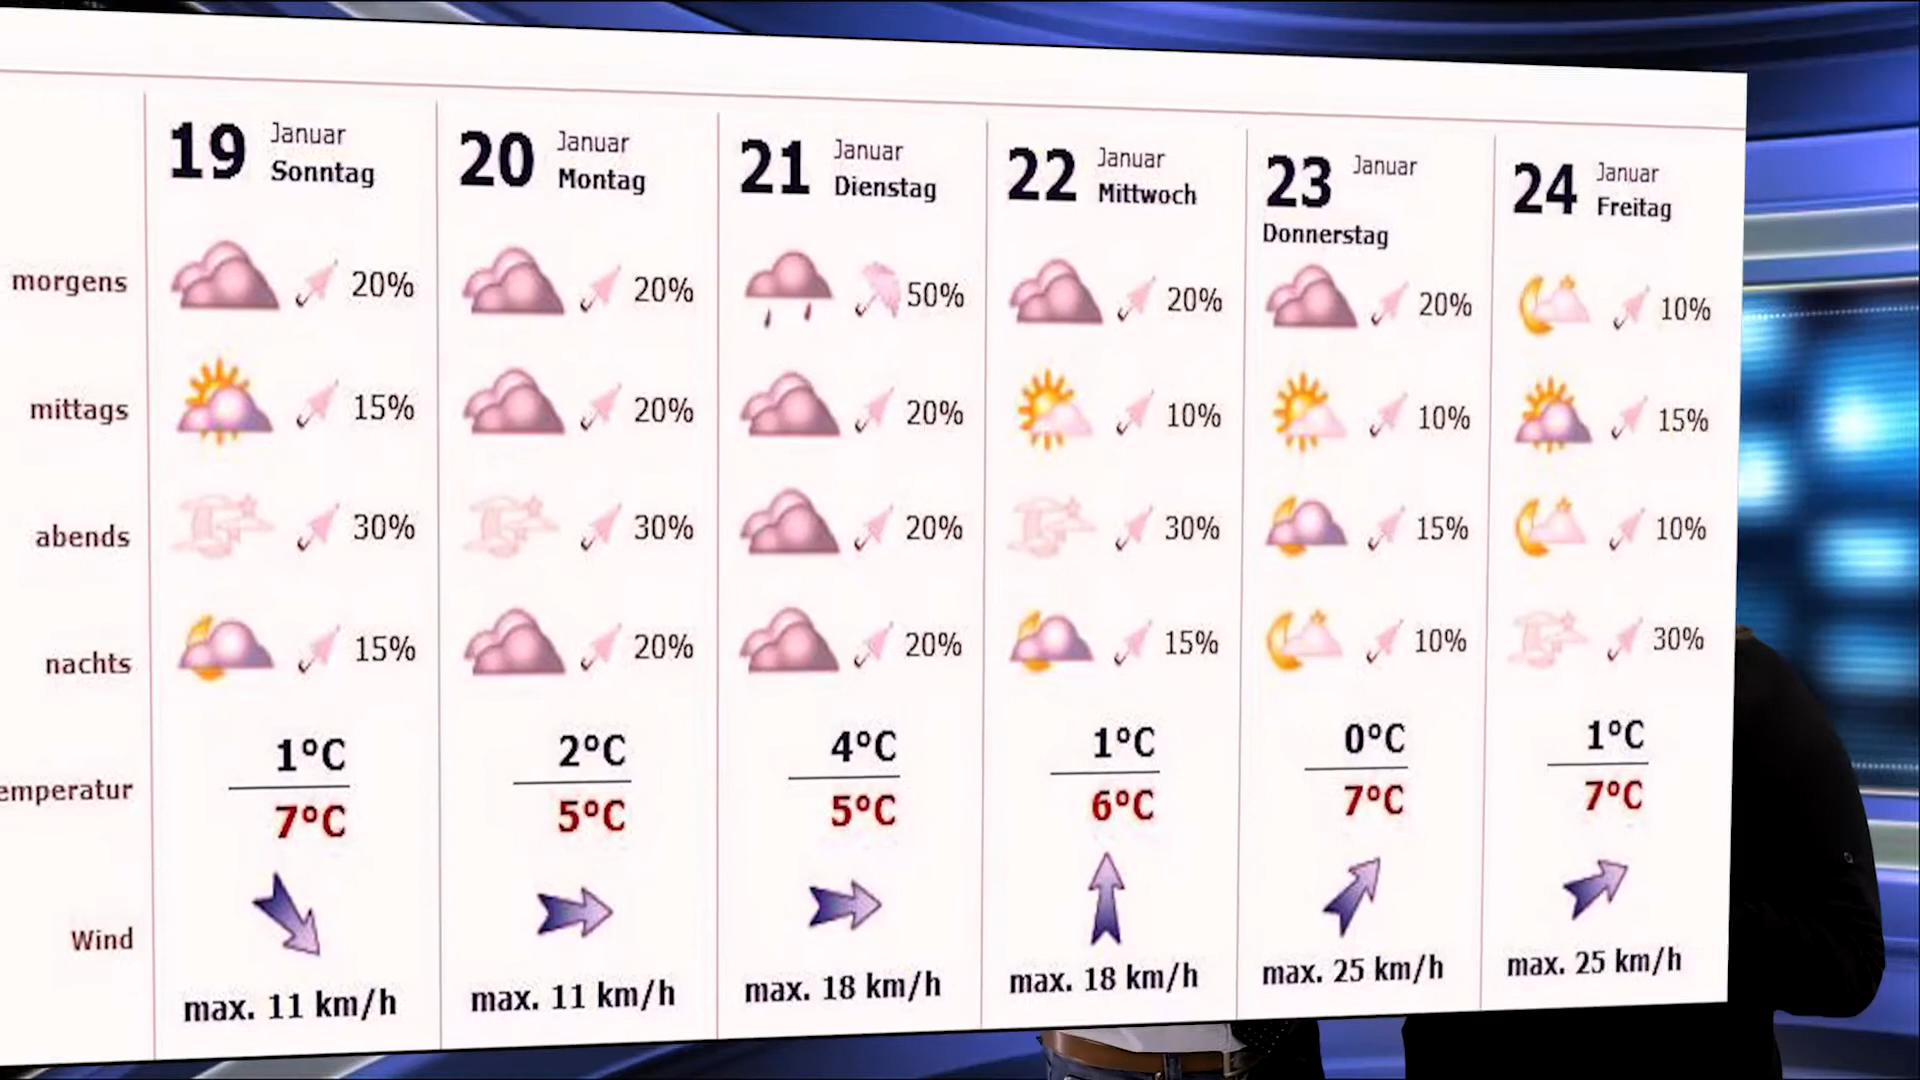 19 Januar Sonntag
20 Januar Montag
21 Januar Dienstag
22 Januar Mittwoch
23 Januar Donnerstag
24 Januar Freitag
morgens 20% 20% 50% 20% 20% 10%
mittags 15% 20% 20% 10% 10% 15%
abends 30% 30% 20% 30% 15% 10%
nachts 15% 20% 20% 15% 10% 30%
emperatur 1°C 2°C 4°C 1°C 0°C 1°C
7°C 5°C 5°C 6°C 7°C 7°C
Wind
max. 11 km/h max. 11 km/h max. 18 km/h max. 18 km/h max. 25 km/h max. 25 km/h